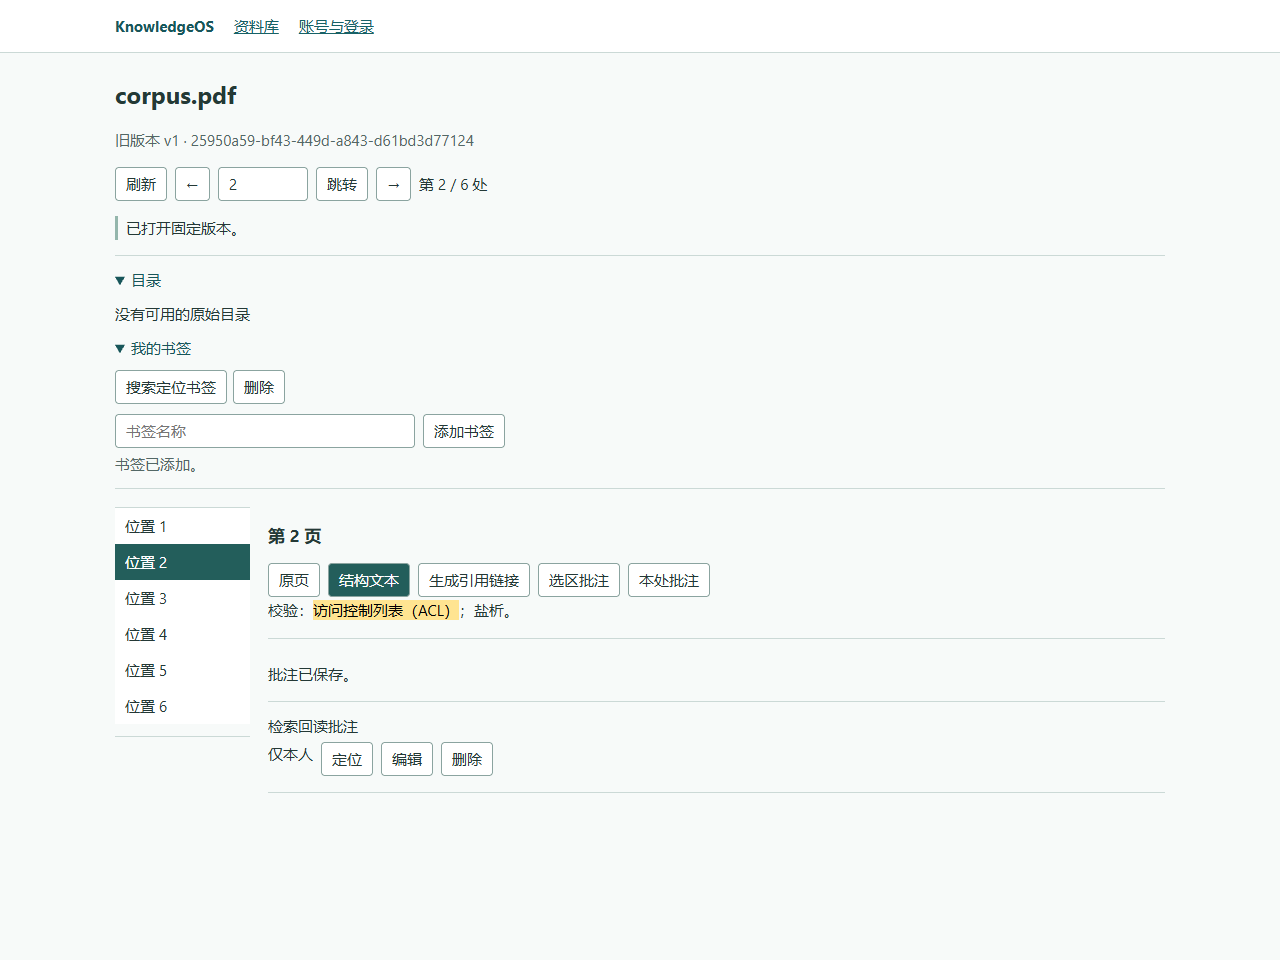 KnowledgeOS 资料库 账号与登录
corpus.pdf
旧版本 v1 · 25950a59-bf43-449d-a843-d61bd3d77124
刷新 ← 2 跳转 → 第 2 / 6 处
已打开固定版本。
▼ 目录
没有可用的原始目录
▼ 我的书签
搜索定位书签 删除
书签名称 添加书签
书签已添加。
位置 1
位置 2
位置 3
位置 4
位置 5
位置 6
第 2 页
原页 结构文本 生成引用链接 选区批注 本处批注
校验：访问控制列表（ACL）；盐析。
批注已保存。
检索回读批注
仅本人 定位 编辑 删除